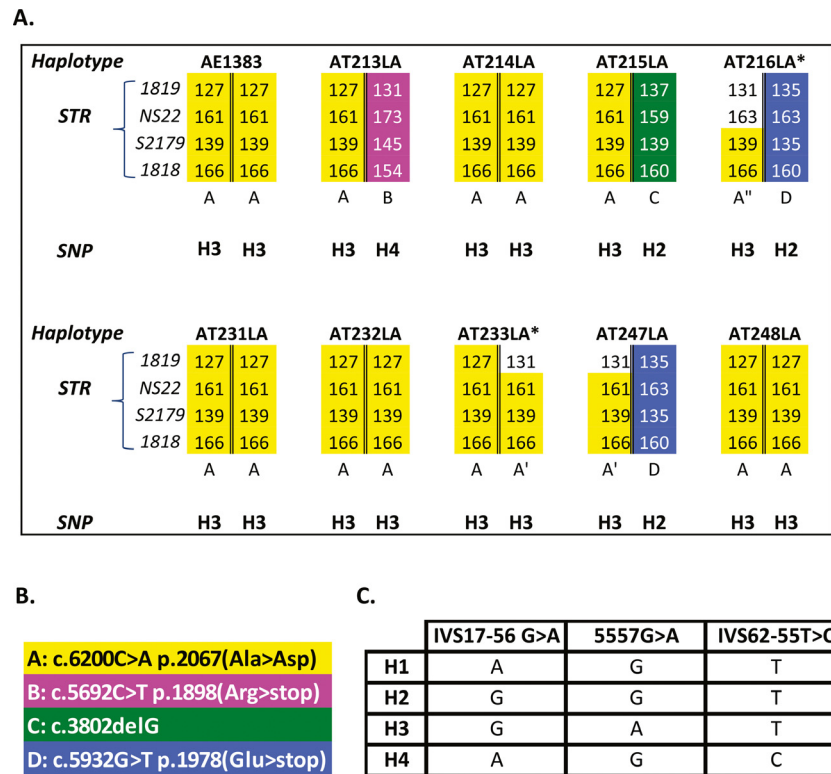 A.
Haplotype AE1383 AT213LA AT214LA AT215LA AT216LA*
1819 127 127 127 131 127 127 127 137 131 135
STR NS22 161 161 161 173 161 161 161 159 163 163
S2179 139 139 139 145 139 139 139 139 139 135
1818 166 166 166 154 166 166 166 160 166 160
A A A B A A A C A" D
SNP H3 H3 H3 H4 H3 H3 H3 H2 H3 H2
Haplotype AT231LA AT232LA AT233LA* AT247LA AT248LA
1819 127 127 127 127 127 131 131 135 127 127
STR NS22 161 161 161 161 161 161 161 163 161 161
S2179 139 139 139 139 139 139 139 135 139 139
1818 166 166 166 166 166 166 166 160 166 166
A A A A A A' A' D A A
SNP H3 H3 H3 H3 H3 H3 H3 H2 H3 H3
B.
A: c.6200C>A p.2067(Ala>Asp)
B: c.5692C>T p.1898(Arg>stop)
C: c.3802delG
D: c.5932G>T p.1978(Glu>stop)
C.
IVS17-56 G>A 5557G>A IVS62-55T>C
H1 A G T
H2 G G T
H3 G A T
H4 A G C